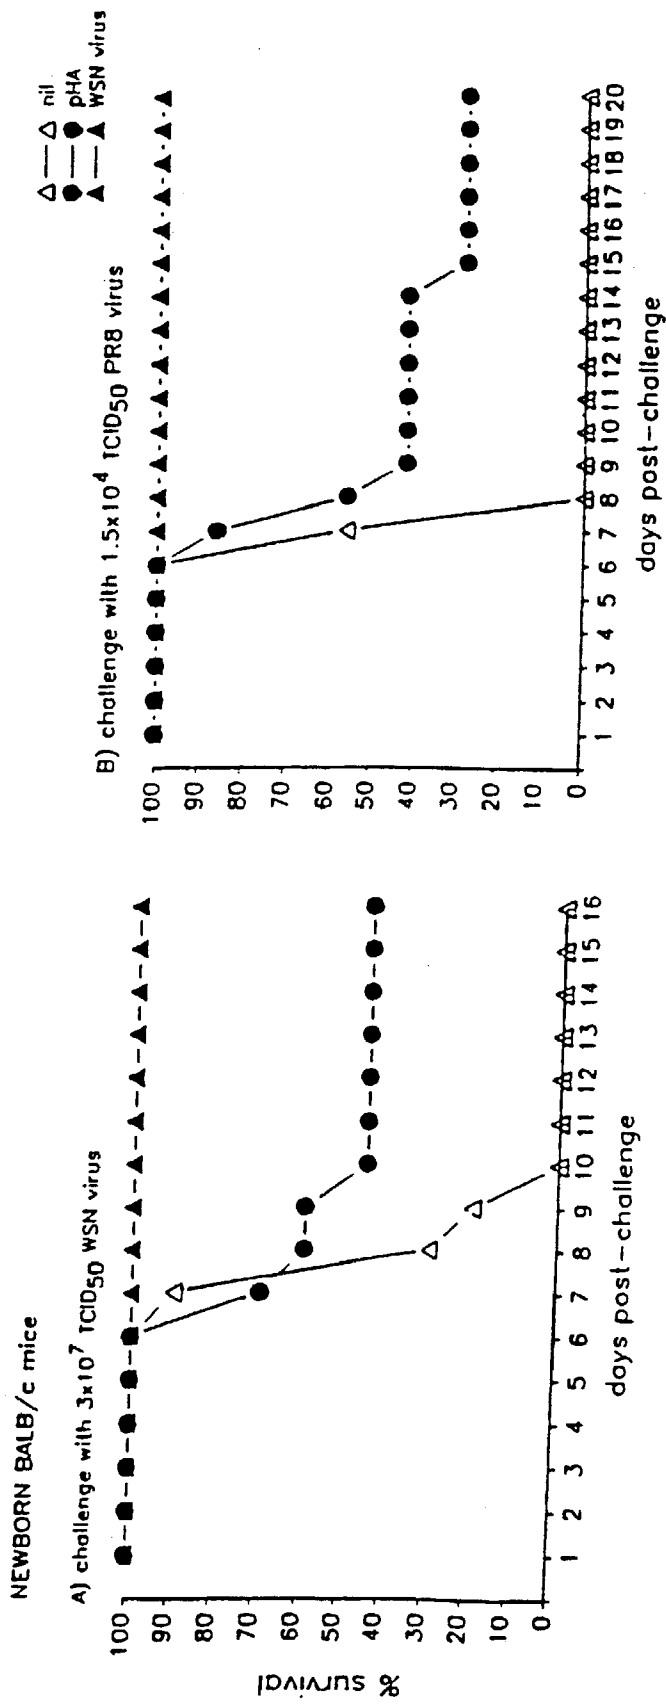 NEWBORN BALB/c mice
A) challenge with 3x10⁷ TCID₅₀ WSN virus
% survival
100
90
80
70
60
50
40
30
20
10
0
1 2 3 4 5 6 7 8 9 10 11 12 13 14 15 16
days post-challenge
B) challenge with 1.5x10⁴ TCID₅₀ PR8 virus
nil
pHA
WSN virus
100
90
80
70
60
50
40
30
20
10
0
1 2 3 4 5 6 7 8 9 10 11 12 13 14 15 16 17 18 19 20
days post-challenge